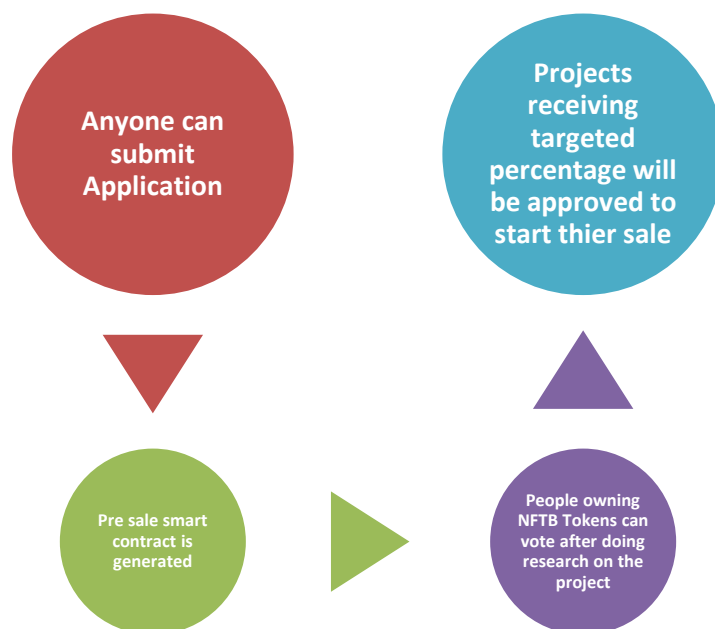 Anyone can
submit
Application
Pre sale smart
contract is
generated
People owning
NFTB Tokens can
vote after doing
research on the
project
Projects
receiving
targeted
percentage will
be approved to
start thier sale